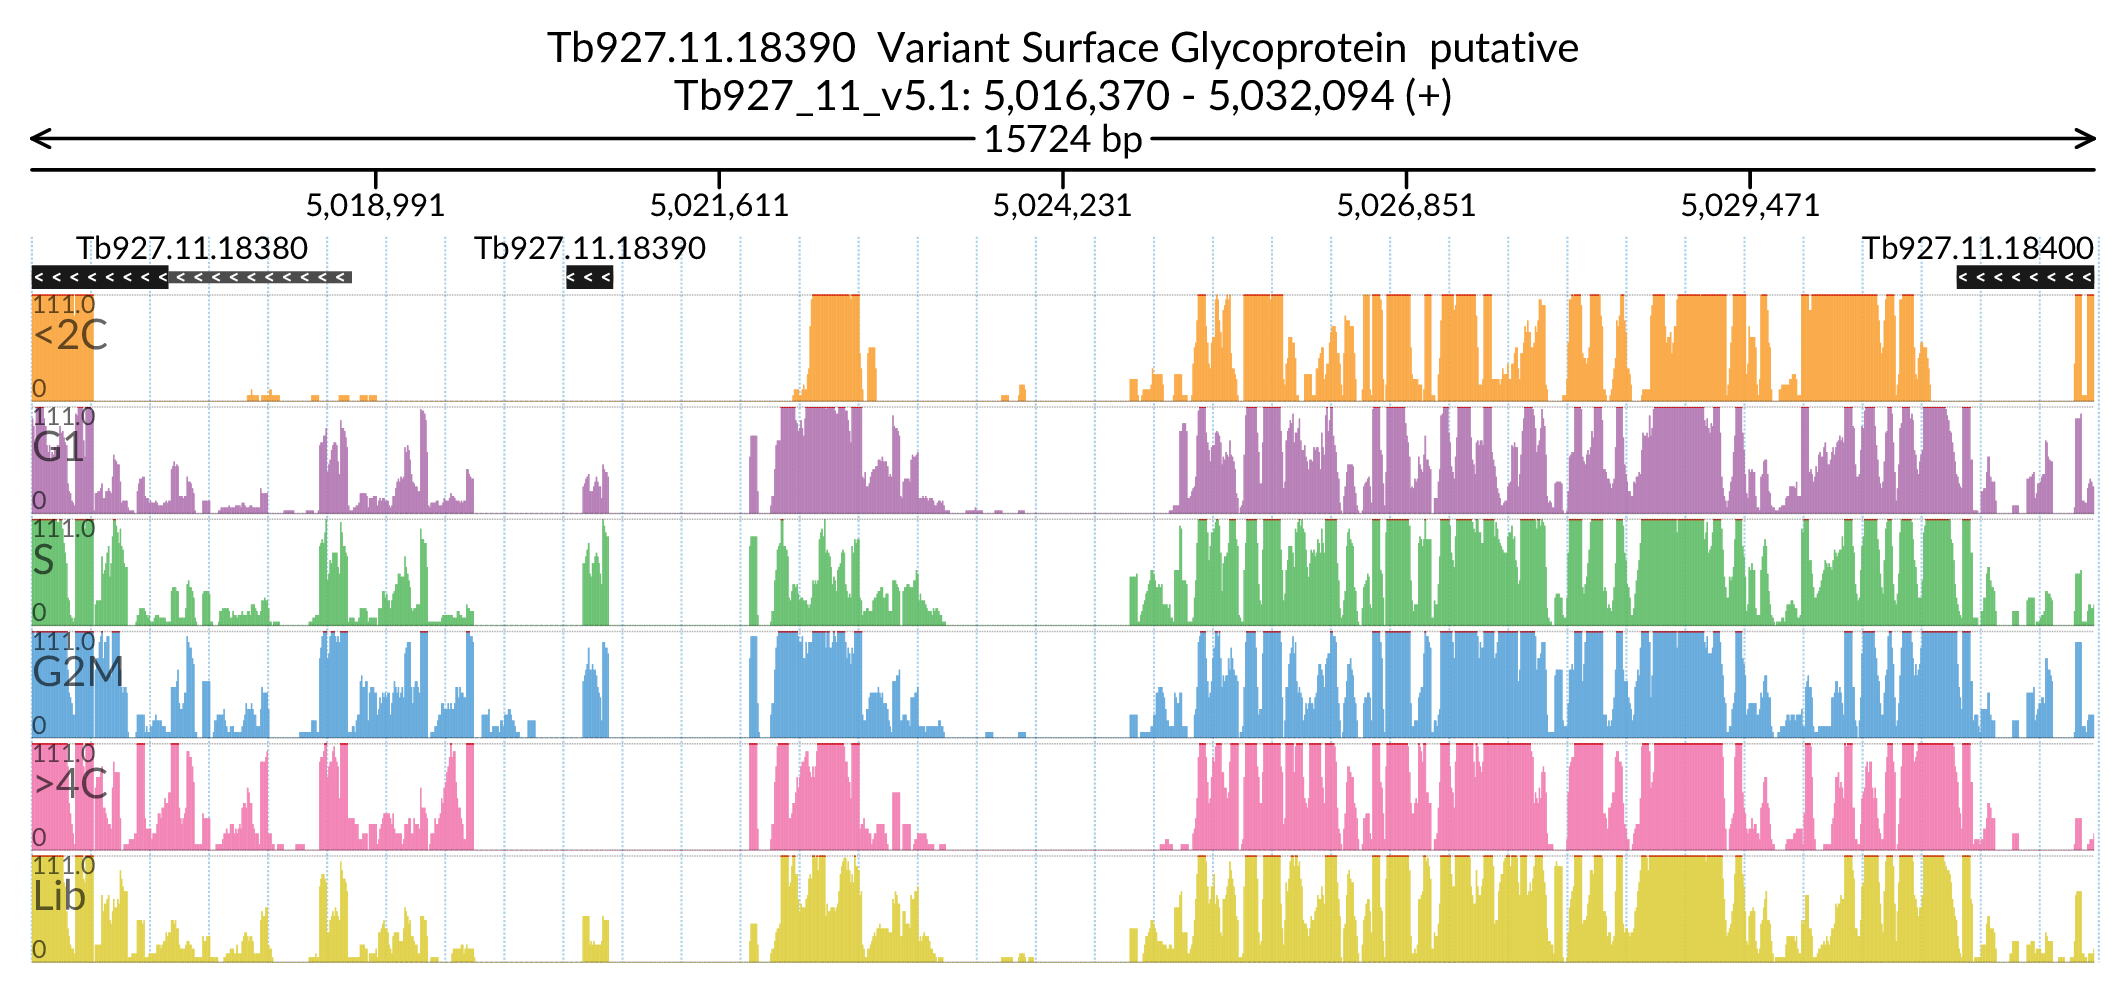 Tb927.11.18390  Variant Surface Glycoprotein  putative
Tb927_11_v5.1: 5,016,370 - 5,032,094 (+)
15724 bp
5,018,991 5,021,611 5,024,231 5,026,851 5,029,471
Tb927.11.18380 Tb927.11.18390 Tb927.11.18400
111.0
<2C
0
111.0
G1
0
111.0
S
0
111.0
G2M
0
111.0
>4C
0
111.0
Lib
0